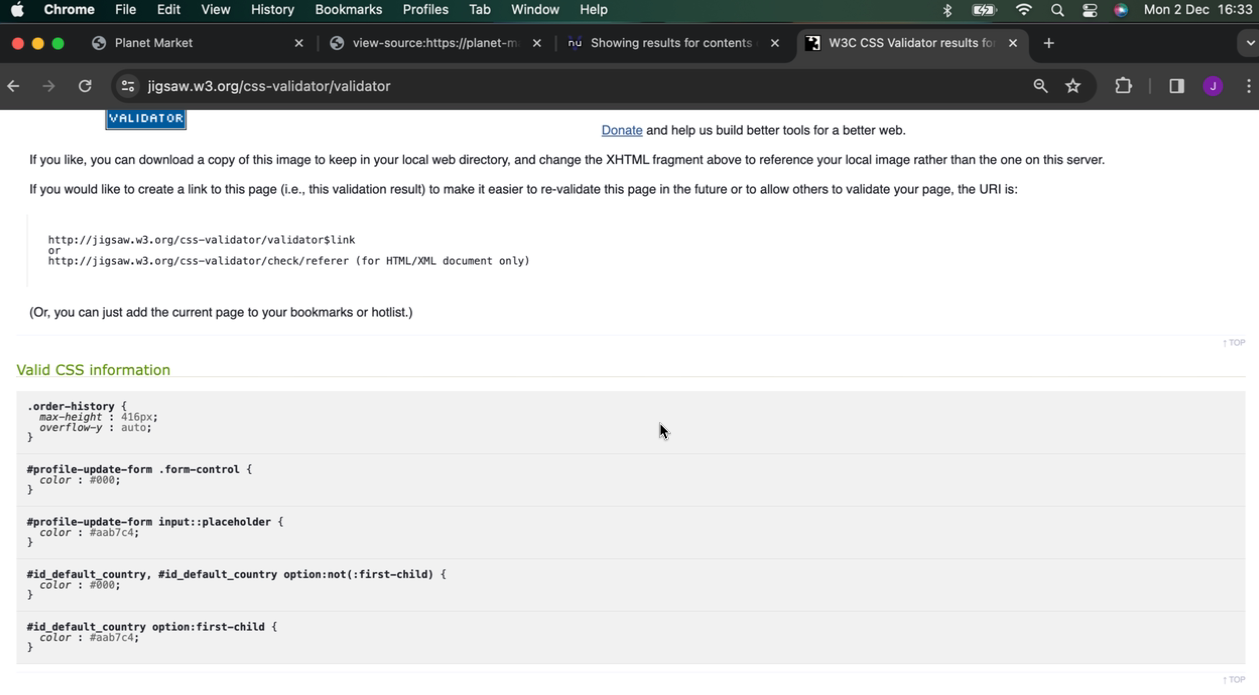 Chrome File Edit View History Bookmarks Profiles Tab Window Help Mon 2 Dec 16:33
Planet Market view-source:https://planet-m nu Showing results for contents W3C CSS Validator results fo
jigsaw.w3.org/css-validator/validator J
VALIDATOR
Donate and help us build better tools for a better web.
If you like, you can download a copy of this image to keep in your local web directory, and change the XHTML fragment above to reference your local image rather than the one on this server.
If you would like to create a link to this page (i.e., this validation result) to make it easier to re-validate this page in the future or to allow others to validate your page, the URI is:
http://jigsaw.w3.org/css-validator/validator$link
or
http://jigsaw.w3.org/css-validator/check/referer (for HTML/XML document only)
(Or, you can just add the current page to your bookmarks or hotlist.)
↑ TOP
Valid CSS information
.order-history {
max-height : 416px;
overflow-y : auto;
}
#profile-update-form .form-control {
color : #000;
}
#profile-update-form input::placeholder {
color : #aab7c4;
}
#id_default_country, #id_default_country option:not(:first-child) {
color : #000;
}
#id_default_country option:first-child {
color : #aab7c4;
}
↑ TOP